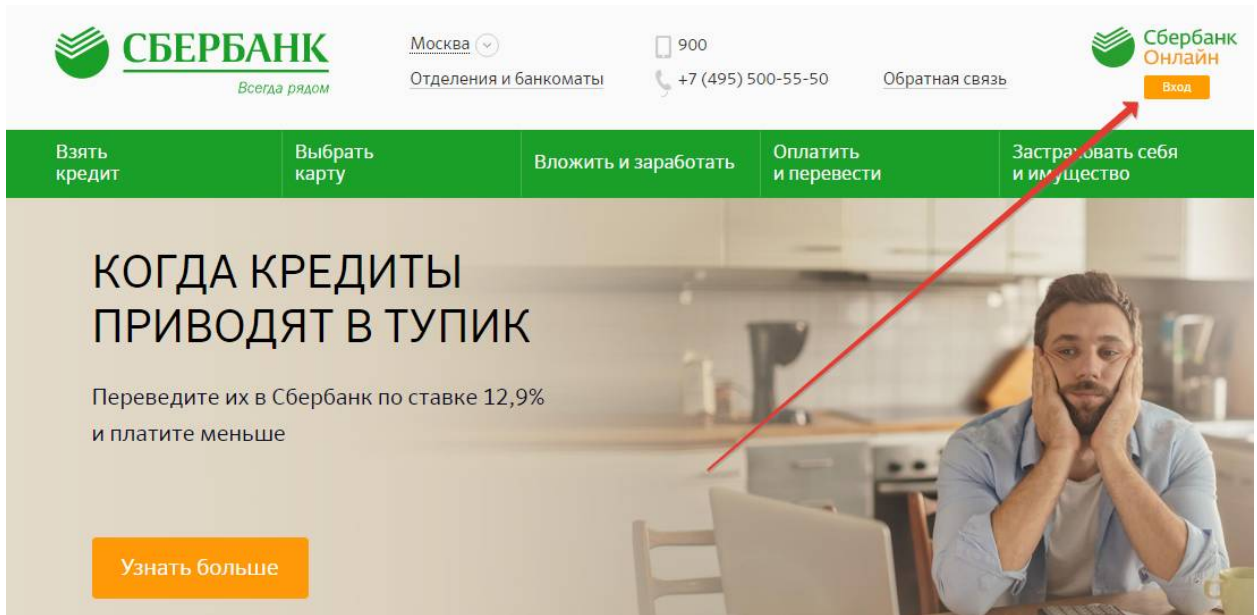 СБЕРБАНК
Всегда рядом
Москва
Отделения и банкоматы
900
+7 (495) 500-55-50
Обратная связь
Сбербанк
Онлайн
Вход
Взять
кредит
Выбрать
карту
Вложить и заработать
Оплатить
и перевести
Застраховать себя
и имущество
КОГДА КРЕДИТЫ
ПРИВОДЯТ В ТУПИК
Переведите их в Сбербанк по ставке 12,9%
и платите меньше
Узнать больше